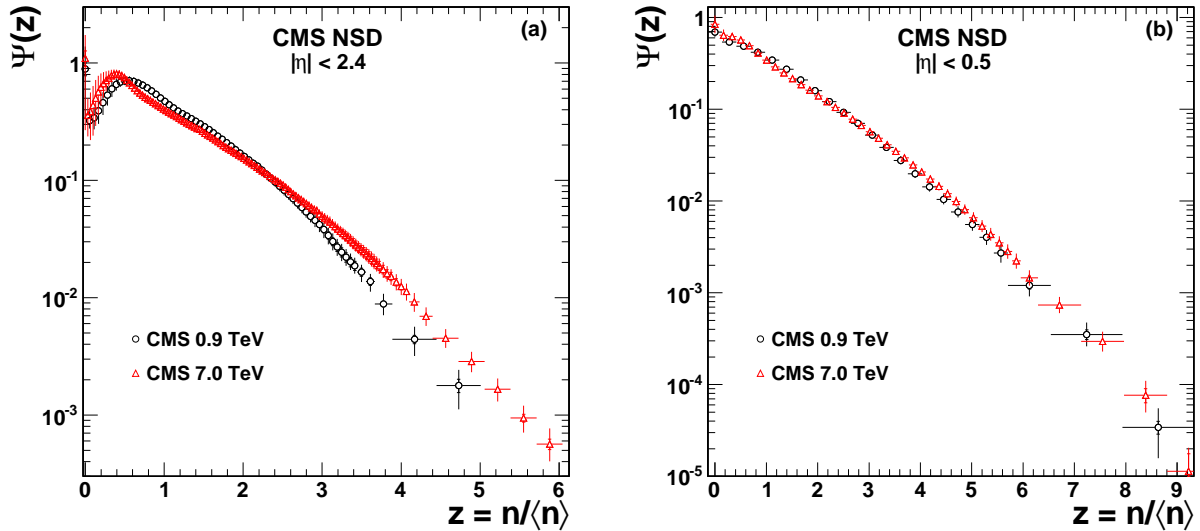 Ψ(z)
CMS NSD
|η| < 2.4
(a)
1
10⁻¹
10⁻²
10⁻³
CMS 0.9 TeV
CMS 7.0 TeV
0 1 2 3 4 5 6
z = n/⟨n⟩
Ψ(z)
CMS NSD
|η| < 0.5
(b)
1
10⁻¹
10⁻²
10⁻³
10⁻⁴
10⁻⁵
CMS 0.9 TeV
CMS 7.0 TeV
0 1 2 3 4 5 6 7 8 9
z = n/⟨n⟩